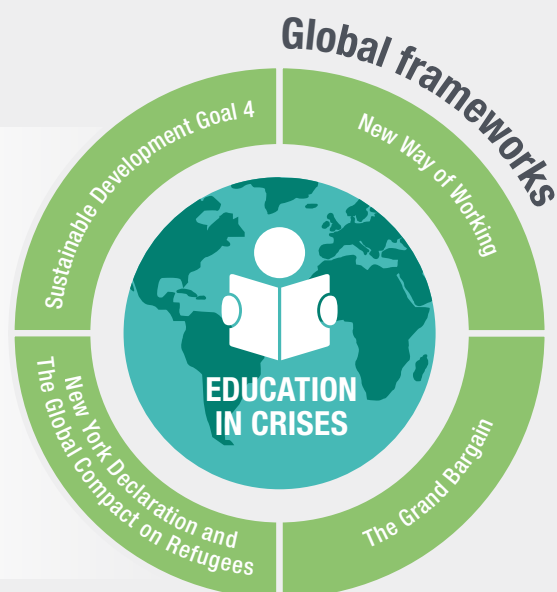 Global frameworks
Sustainable Development Goal 4
New Way of Working
EDUCATION
IN CRISES
New York Declaration and
The Global Compact on Refugees
The Grand Bargain